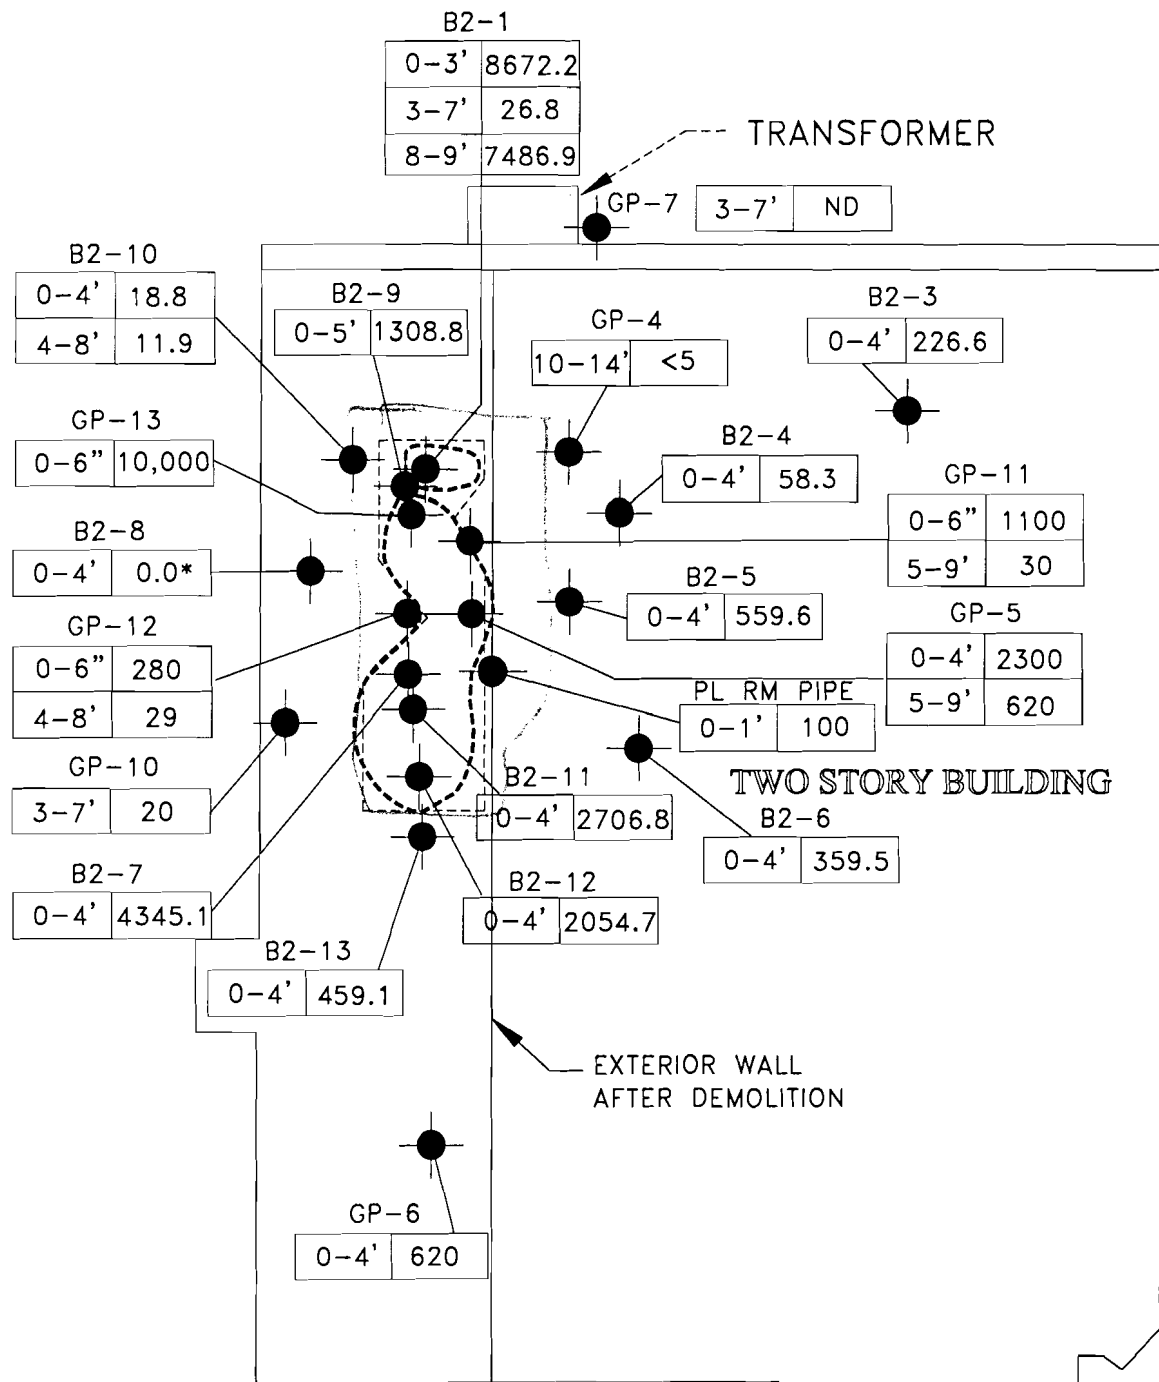 B2-1
0-3' 8672.2
3-7' 26.8
8-9' 7486.9
TRANSFORMER
GP-7
3-7' ND
B2-10
0-4' 18.8
4-8' 11.9
B2-9
0-5' 1308.8
GP-4
10-14' <5
B2-3
0-4' 226.6
GP-13
0-6" 10,000
B2-4
0-4' 58.3
GP-11
0-6" 1100
5-9' 30
B2-8
0-4' 0.0*
B2-5
0-4' 559.6
GP-12
0-6" 280
4-8' 29
GP-5
0-4' 2300
5-9' 620
PL RM PIPE
0-1' 100
GP-10
3-7' 20
TWO STORY BUILDING
B2-11
0-4' 2706.8
B2-6
0-4' 359.5
B2-7
0-4' 4345.1
B2-12
0-4' 2054.7
B2-13
0-4' 459.1
EXTERIOR WALL
AFTER DEMOLITION
GP-6
0-4' 620